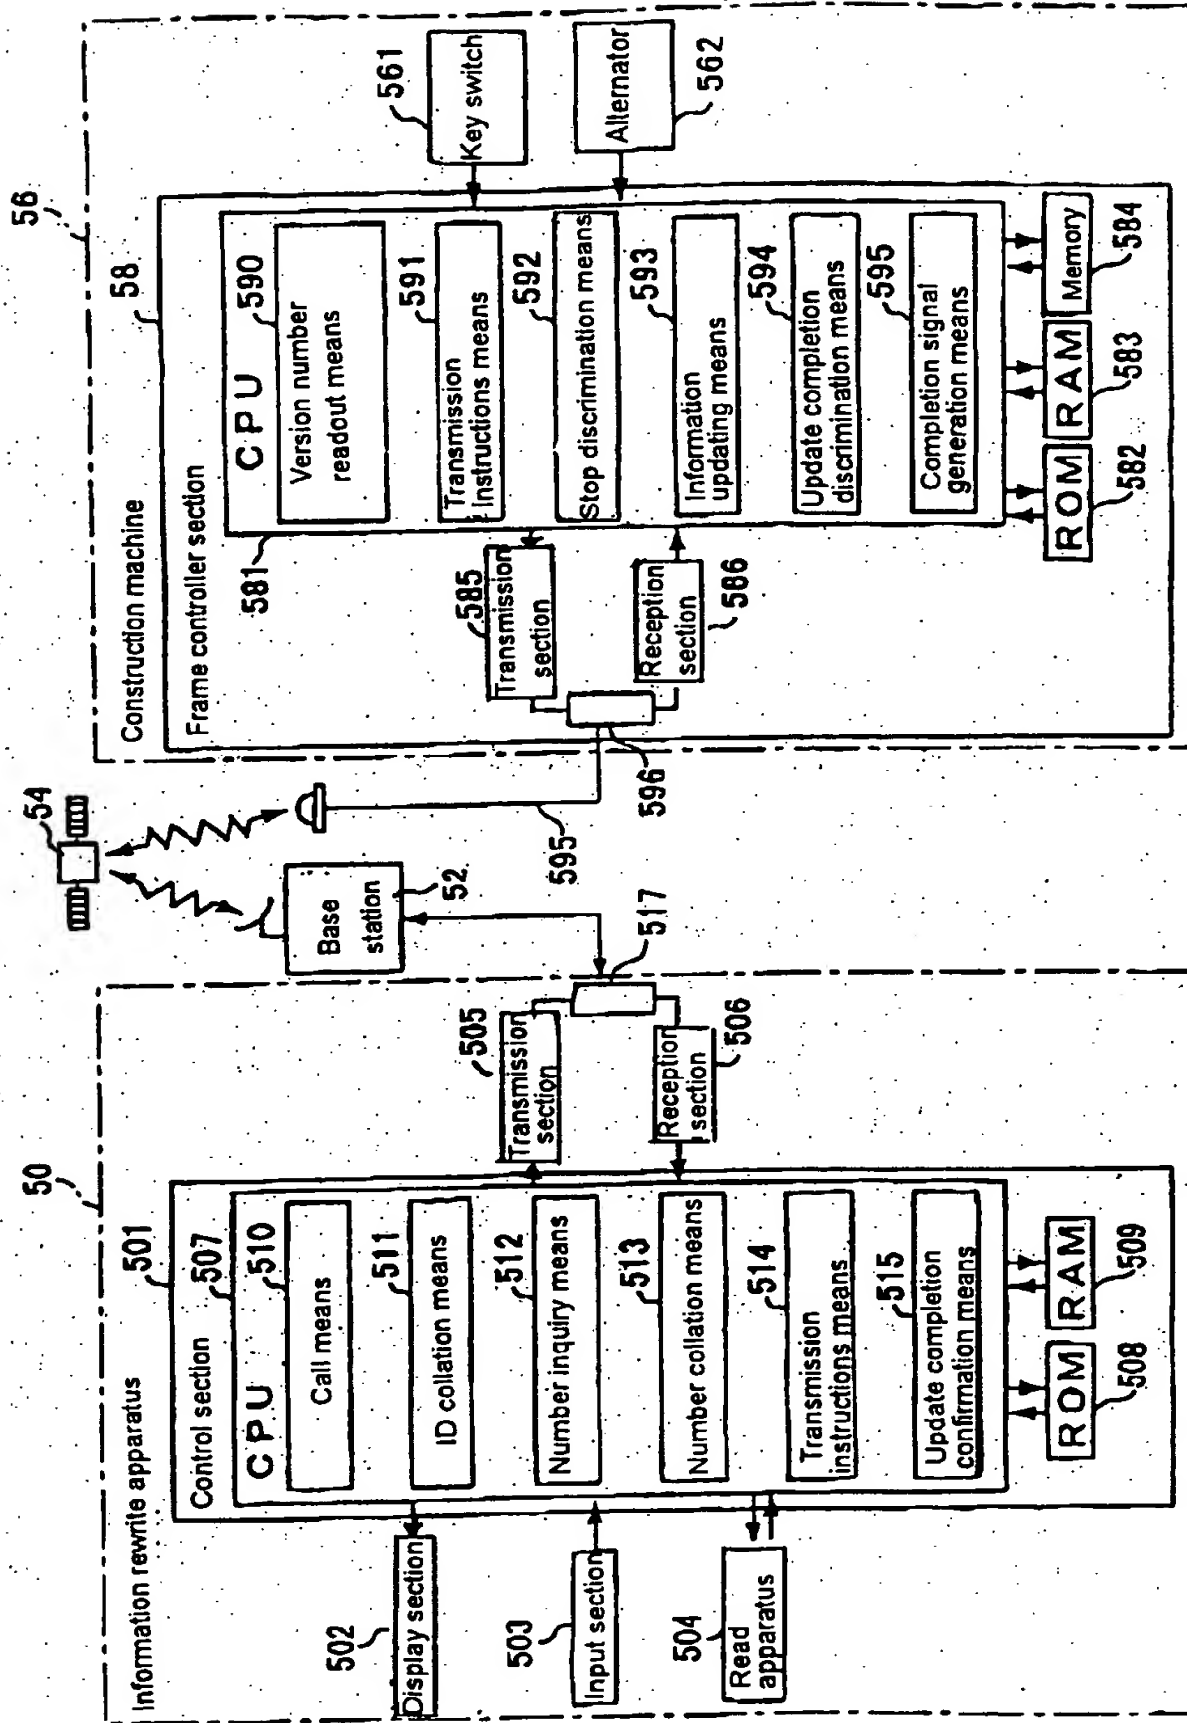 Information rewrite apparatus
50
501
Control section
507
CPU
510
Call means
511
ID collation means
512
Number inquiry means
513
Number collation means
514
Transmission
instructions means
515
Update completion
confirmation means
ROM
508
RAM
509
502
Display section
503
Input section
504
Read
apparatus
505
Transmission
section
506
Reception
section
517
Base
station
52
54
595
596
56
Construction machine
58
Frame controller section
581
CPU
590
Version number
readout means
591
Transmission
Instructions means
592
Stop discrimination means
593
Information
updating means
594
Update completion
discrimination means
595
Completion signal
generation means
585
Transmission
section
586
Reception
section
ROM
582
RAM
583
Memory
584
561
Key switch
Alternator
562